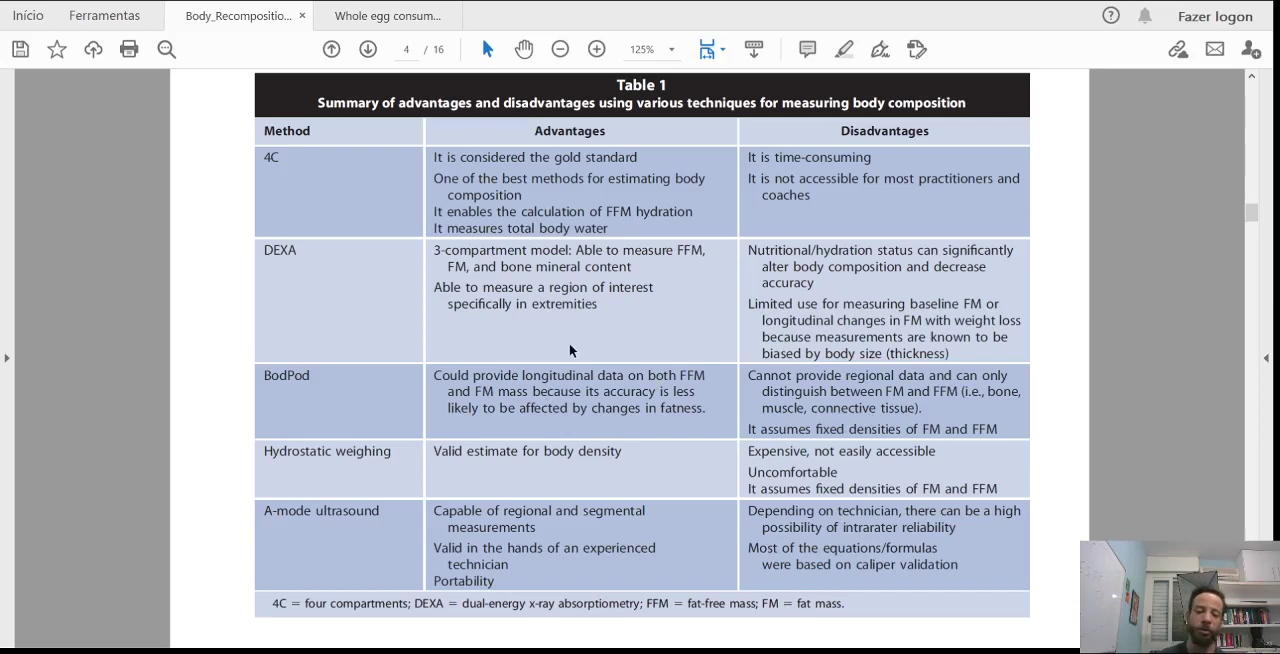 Início Ferramentas Body_Recompositio... × Whole egg consum... Fazer logon
4 / 16 125%
Table 1
Summary of advantages and disadvantages using various techniques for measuring body composition
Method Advantages Disadvantages
4C It is considered the gold standard It is time-consuming
One of the best methods for estimating body It is not accessible for most practitioners and
composition coaches
It enables the calculation of FFM hydration
It measures total body water
DEXA 3-compartment model: Able to measure FFM, Nutritional/hydration status can significantly
FM, and bone mineral content alter body composition and decrease
accuracy
Able to measure a region of interest
specifically in extremities Limited use for measuring baseline FM or
longitudinal changes in FM with weight loss
because measurements are known to be
biased by body size (thickness)
BodPod Could provide longitudinal data on both FFM Cannot provide regional data and can only
and FM mass because its accuracy is less distinguish between FM and FFM (i.e., bone,
likely to be affected by changes in fatness. muscle, connective tissue).
It assumes fixed densities of FM and FFM
Hydrostatic weighing Valid estimate for body density Expensive, not easily accessible
Uncomfortable
It assumes fixed densities of FM and FFM
A-mode ultrasound Capable of regional and segmental Depending on technician, there can be a high
measurements possibility of intrarater reliability
Valid in the hands of an experienced Most of the equations/formulas
technician were based on caliper validation
Portability
4C = four compartments; DEXA = dual-energy x-ray absorptiometry; FFM = fat-free mass; FM = fat mass.